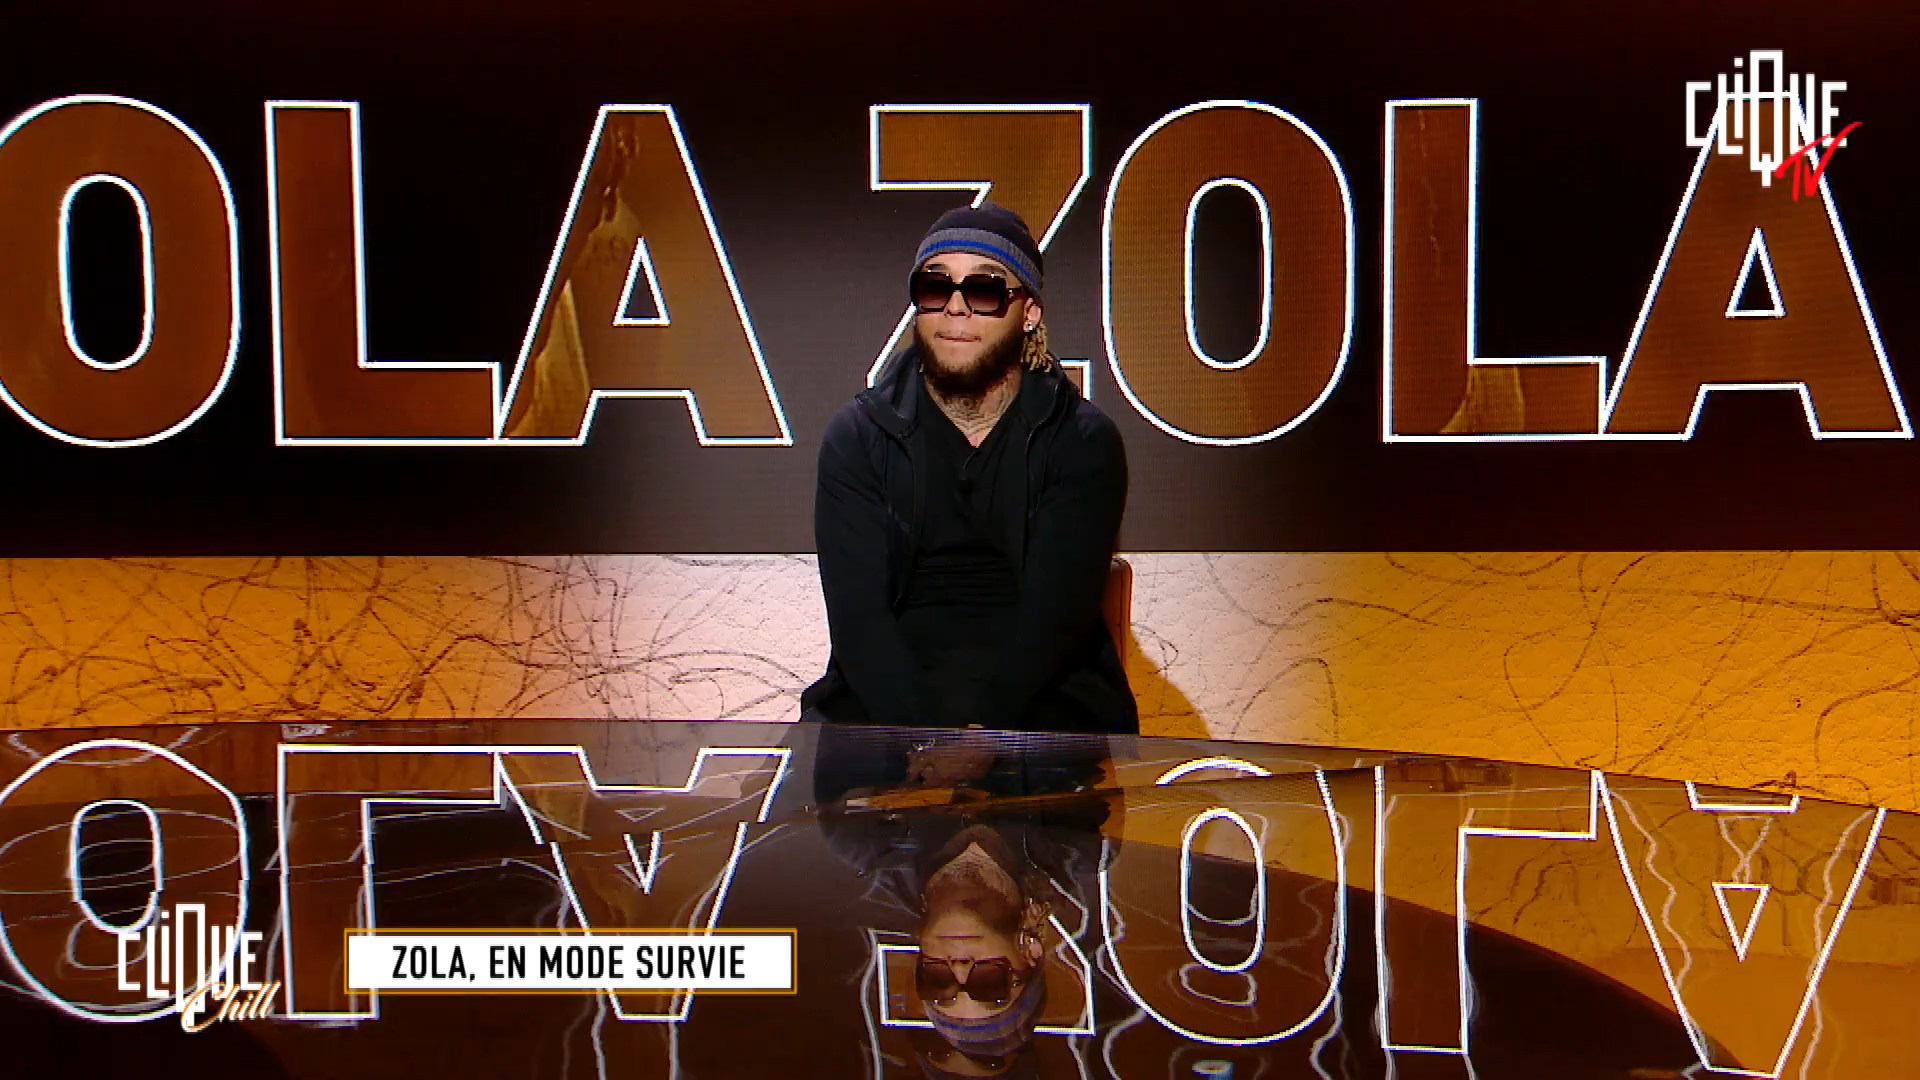 OLA ZOLA
CLIQUE
TV
CLIQUE
Chill
ZOLA, EN MODE SURVIE